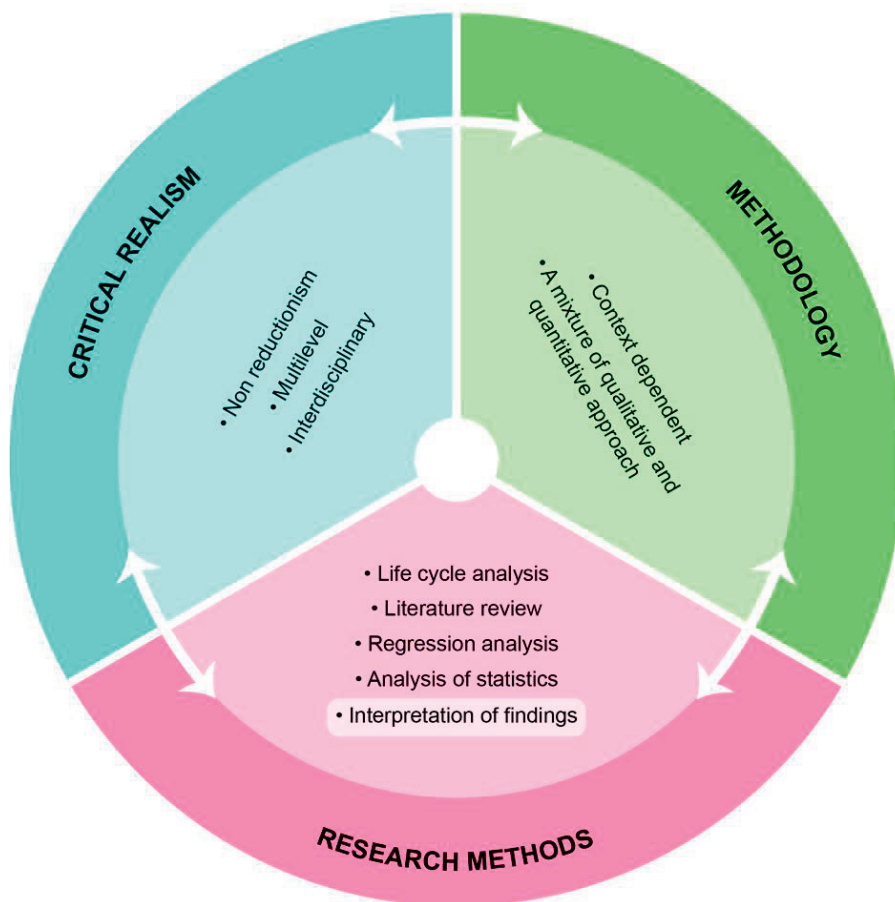 CRITICAL REALISM
• Non reductionism
• Multilevel
• Interdisciplinary
METHODOLOGY
• Context dependent
• A mixture of qualitative and
quantitative approach
• Life cycle analysis
• Literature review
• Regression analysis
• Analysis of statistics
• Interpretation of findings
RESEARCH METHODS